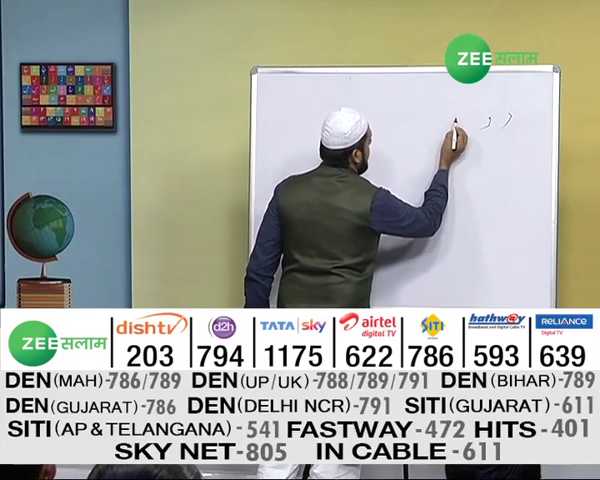 ZEE सलाम
ر و
ZEE सलाम dishtv 203 d2h 794 TATA sky 1175 airtel digital TV 622 SITI 786 hathway Broadband and Digital Cable TV 593 RELIANCE Digital TV 639
DEN (MAH) -786/789 DEN (UP/UK) -788/789/791 DEN (BIHAR) -789
DEN (GUJARAT) -786 DEN (DELHI NCR) -791 SITI (GUJARAT) -611
SITI (AP & TELANGANA) -541 FASTWAY -472 HITS -401
SKY NET -805 IN CABLE -611